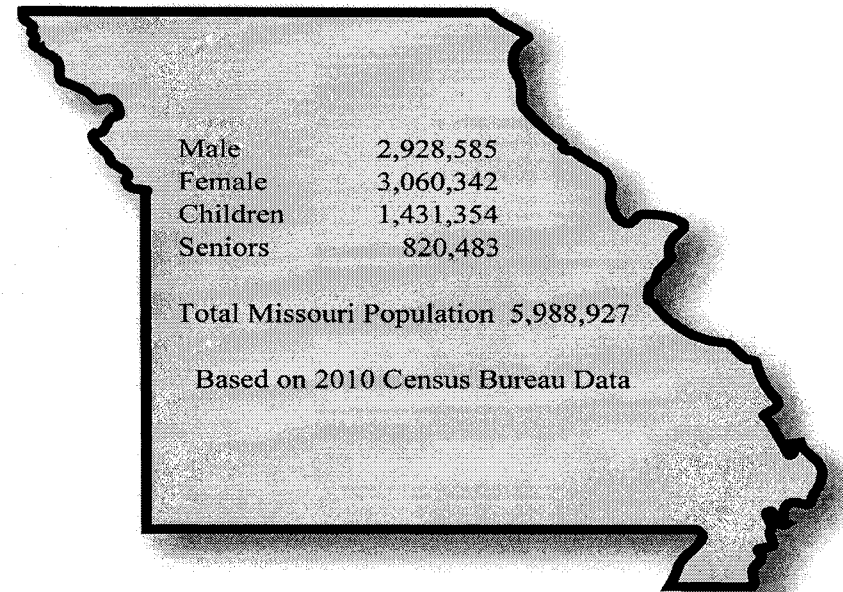 Male 2,928,585
Female 3,060,342
Children 1,431,354
Seniors 820,483
Total Missouri Population 5,988,927
Based on 2010 Census Bureau Data